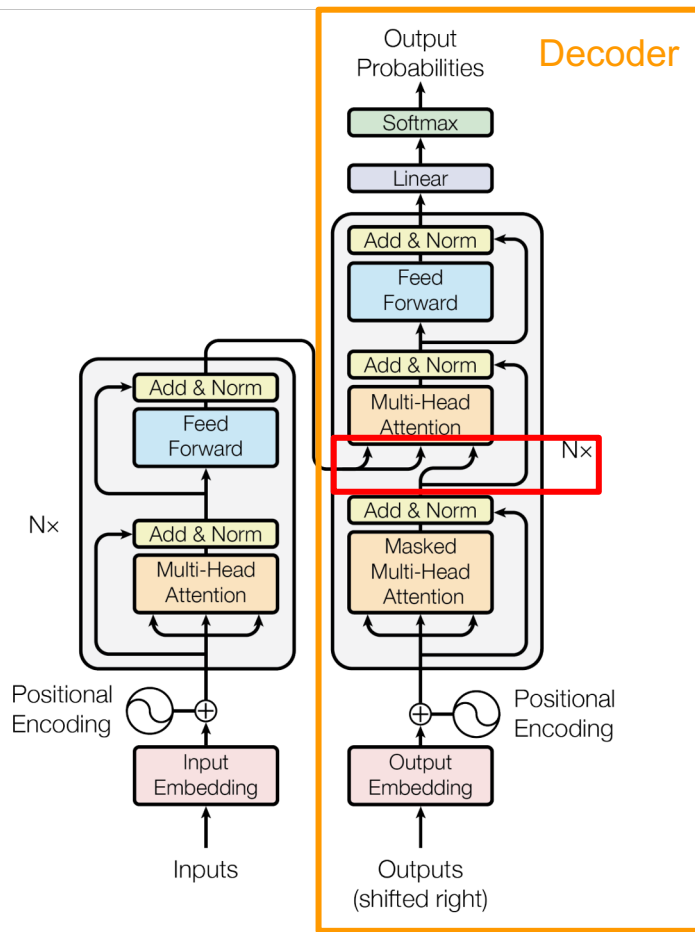 Output
Probabilities
Decoder
Softmax
Linear
Add & Norm
Feed
Forward
Add & Norm
Multi-Head
Attention
N×
Add & Norm
Masked
Multi-Head
Attention
Positional
Encoding
Output
Embedding
Outputs
(shifted right)
Add & Norm
Feed
Forward
N×
Add & Norm
Multi-Head
Attention
Positional
Encoding
Input
Embedding
Inputs